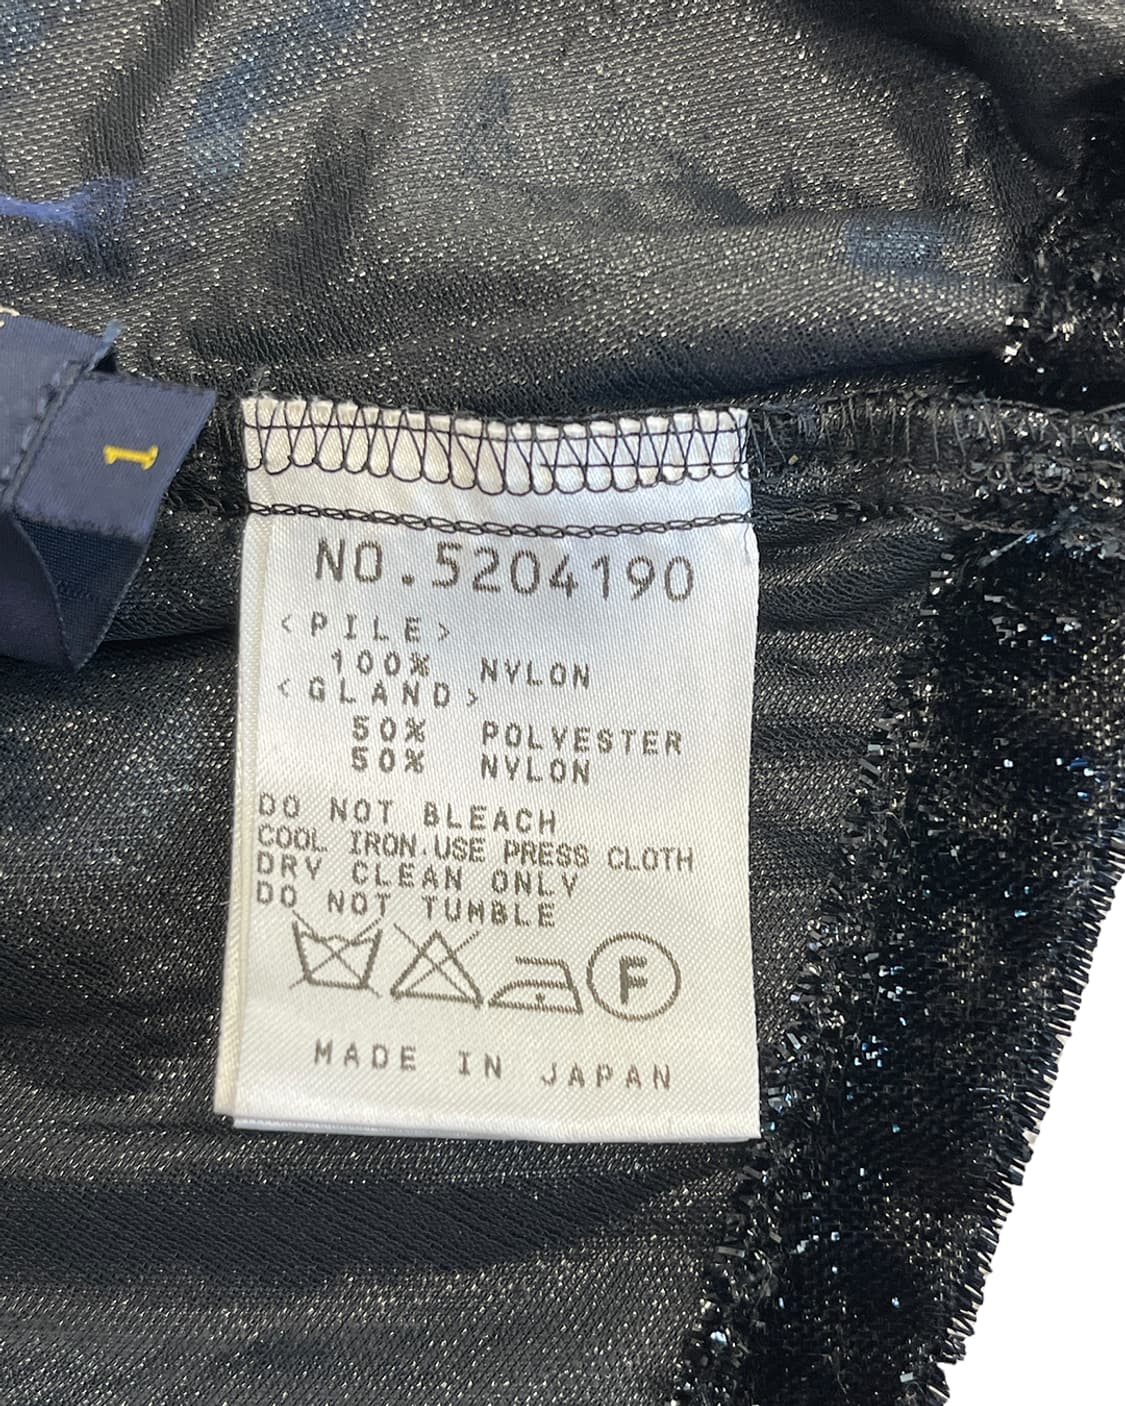 1
NO.5204190
<PILE>
100% NYLON
<GLAND>
50% POLYESTER
50% NYLON
DO NOT BLEACH
COOL IRON.USE PRESS CLOTH
DRY CLEAN ONLY
DO NOT TUMBLE
F
MADE IN JAPAN